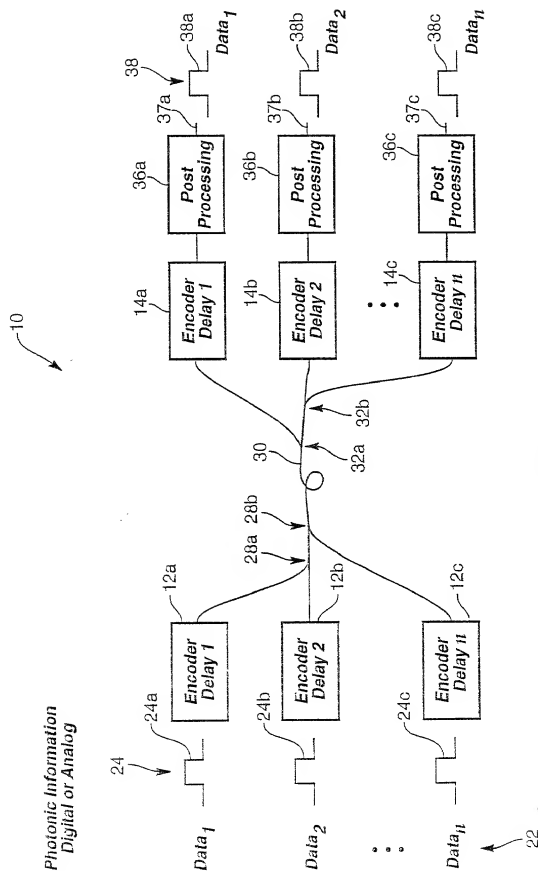 Photonic Information
Digital or Analog
10
22
Data1
Data2
Datan
24
24a
24b
24c
12a
Encoder
Delay 1
12b
Encoder
Delay 2
12c
Encoder
Delay n
28a
28b
30
32a
32b
14a
Encoder
Delay 1
14b
Encoder
Delay 2
14c
Encoder
Delay n
36a
Post
Processing
36b
Post
Processing
36c
Post
Processing
37a
37b
37c
38
38a
38b
38c
Data1
Data2
Datan